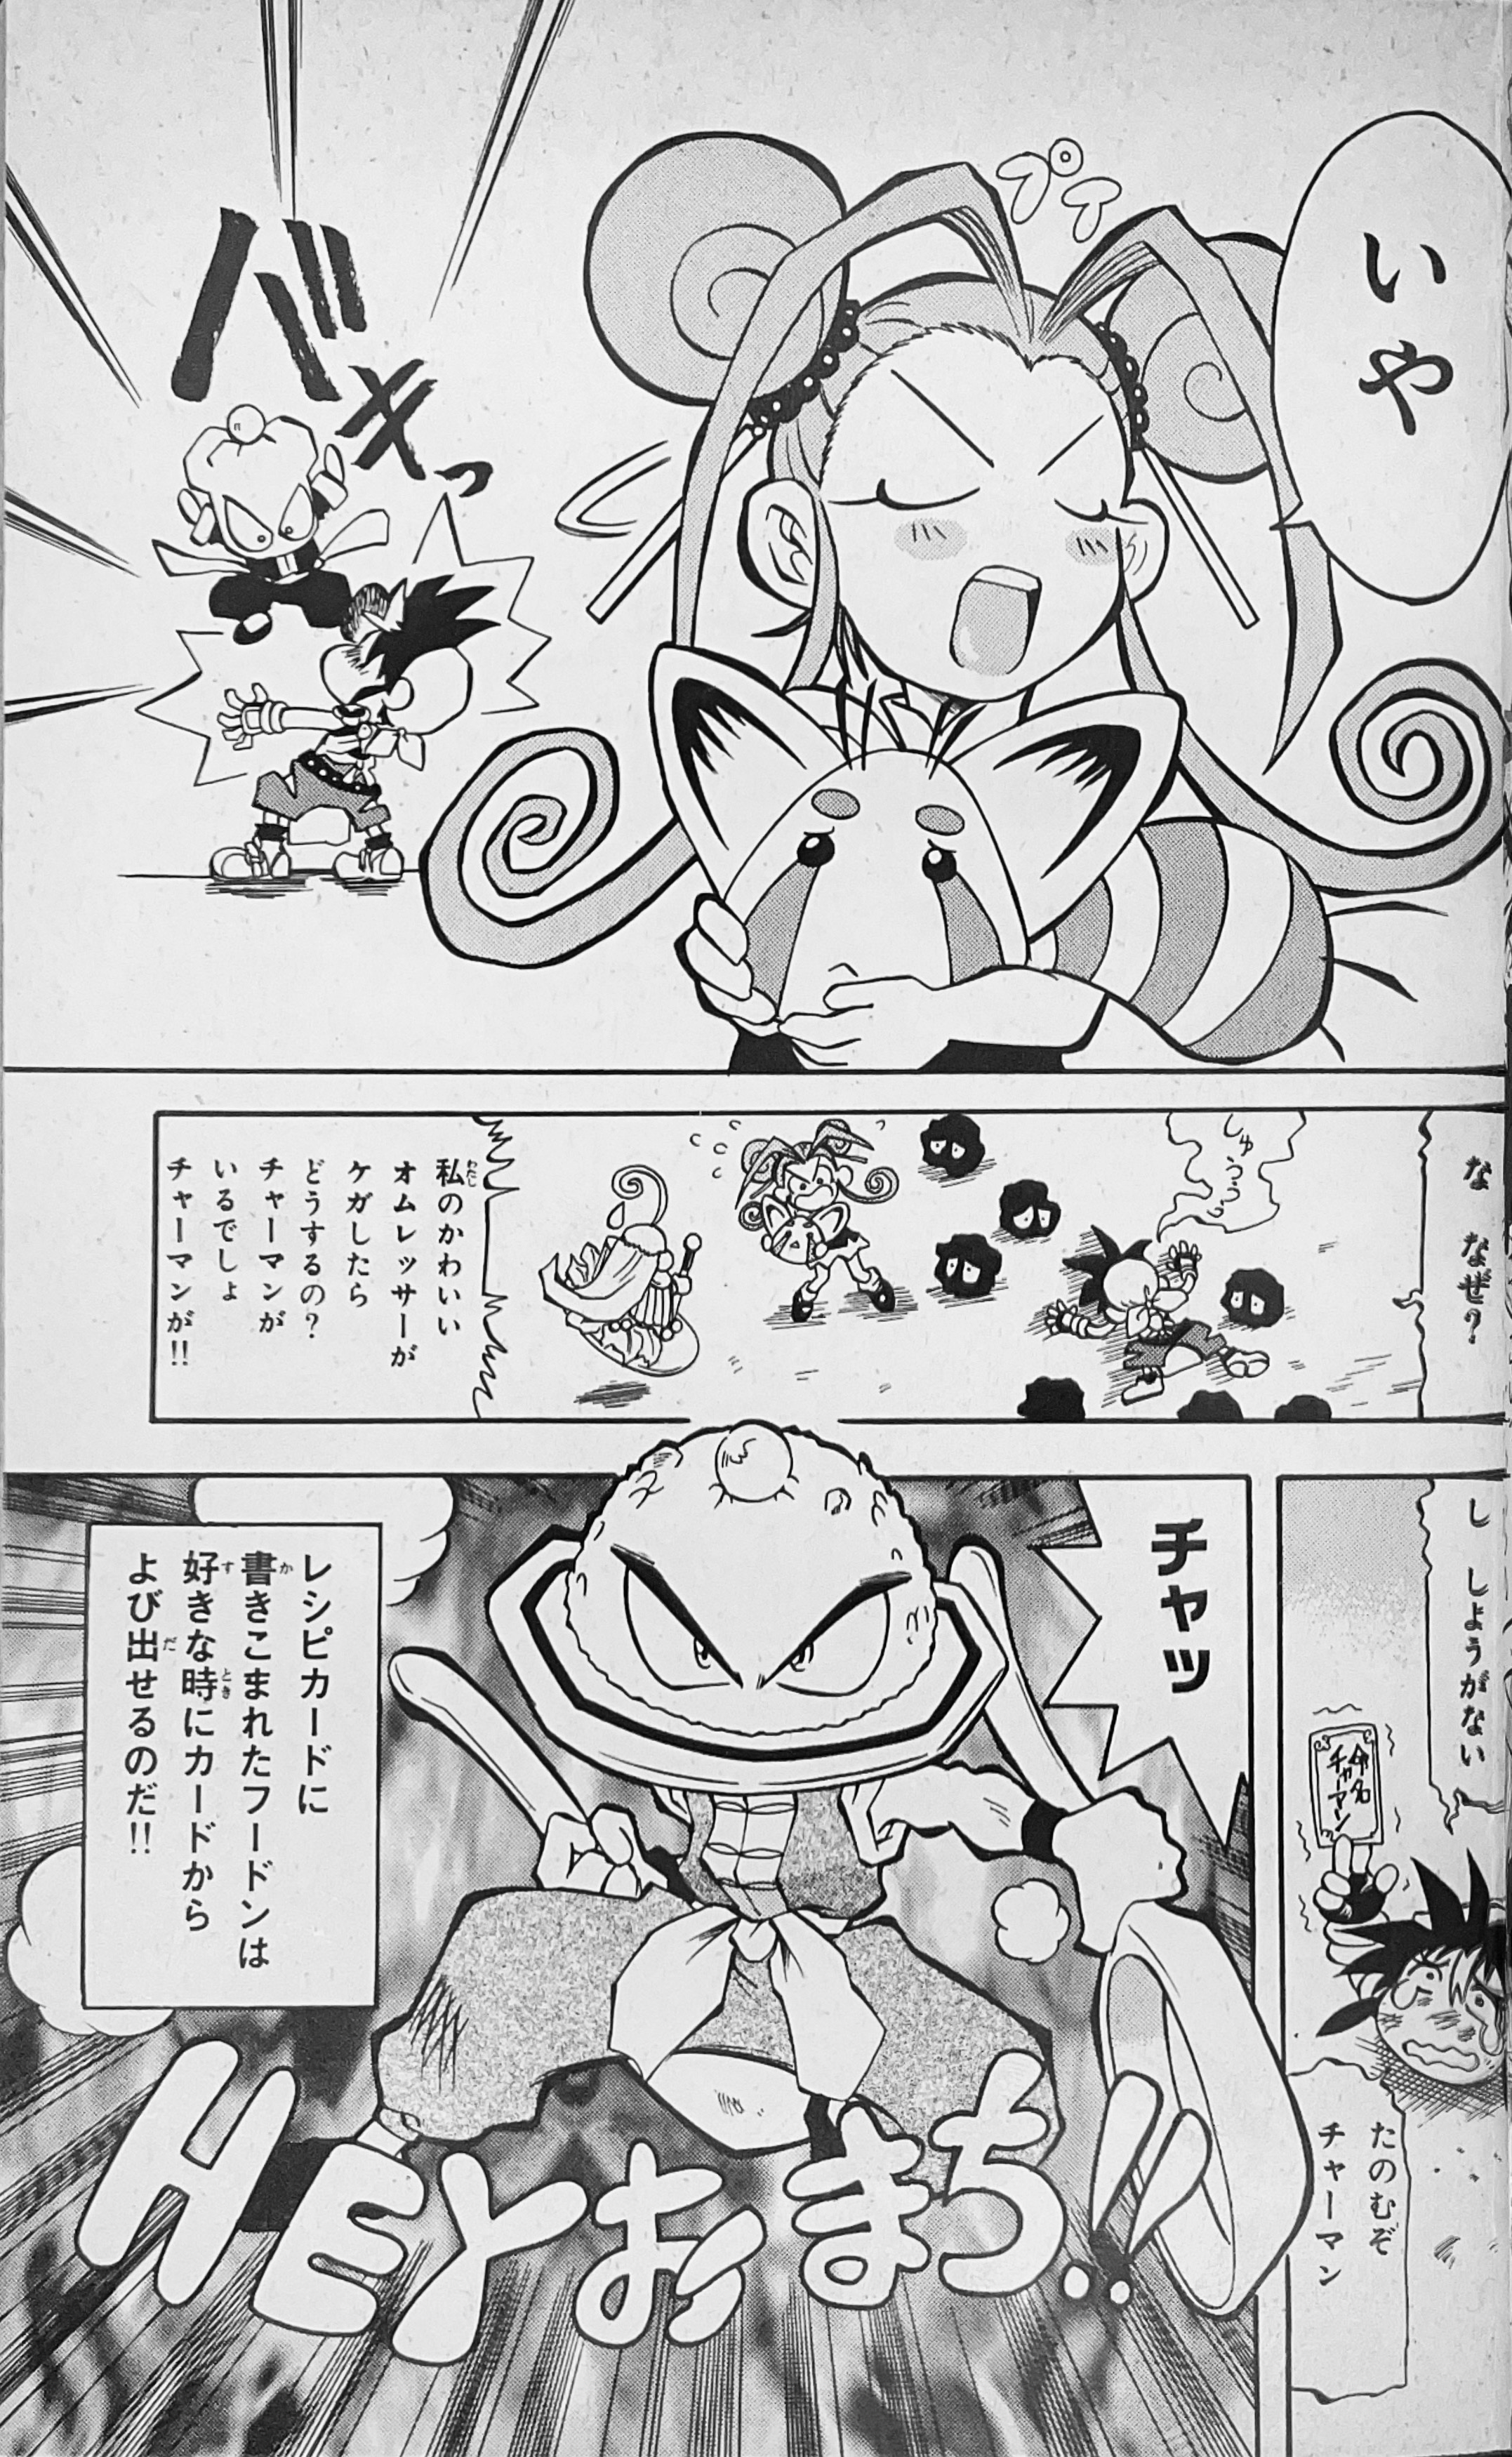 いや
プイ
バキっ
な なぜ?
しゅううう
私のかわいい
オムレッサーが
ケガしたら
どうするの?
チャーマンが
いるでしょ
チャーマンが!!
し しょうがない
命名
チャーマン
たのむぞ
チャーマン
チャッ
レシピカードに
書きこまれたフードンは
好きな時にカードから
よび出せるのだ!!
HEYおまち!!